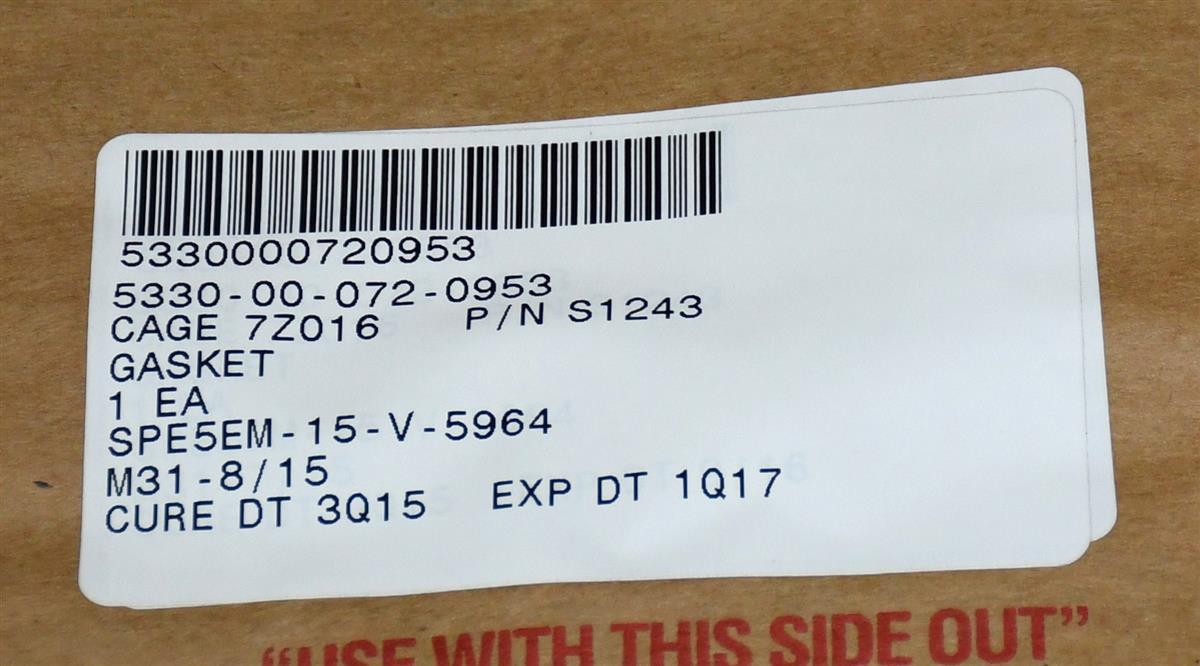 5330000720953
5330-00-072-0953
CAGE 7Z016 P/N S1243
GASKET
1 EA
SPE5EM-15-V-5964
M31-8/15
CURE DT 3Q15 EXP DT 1Q17
“USE WITH THIS SIDE OUT”